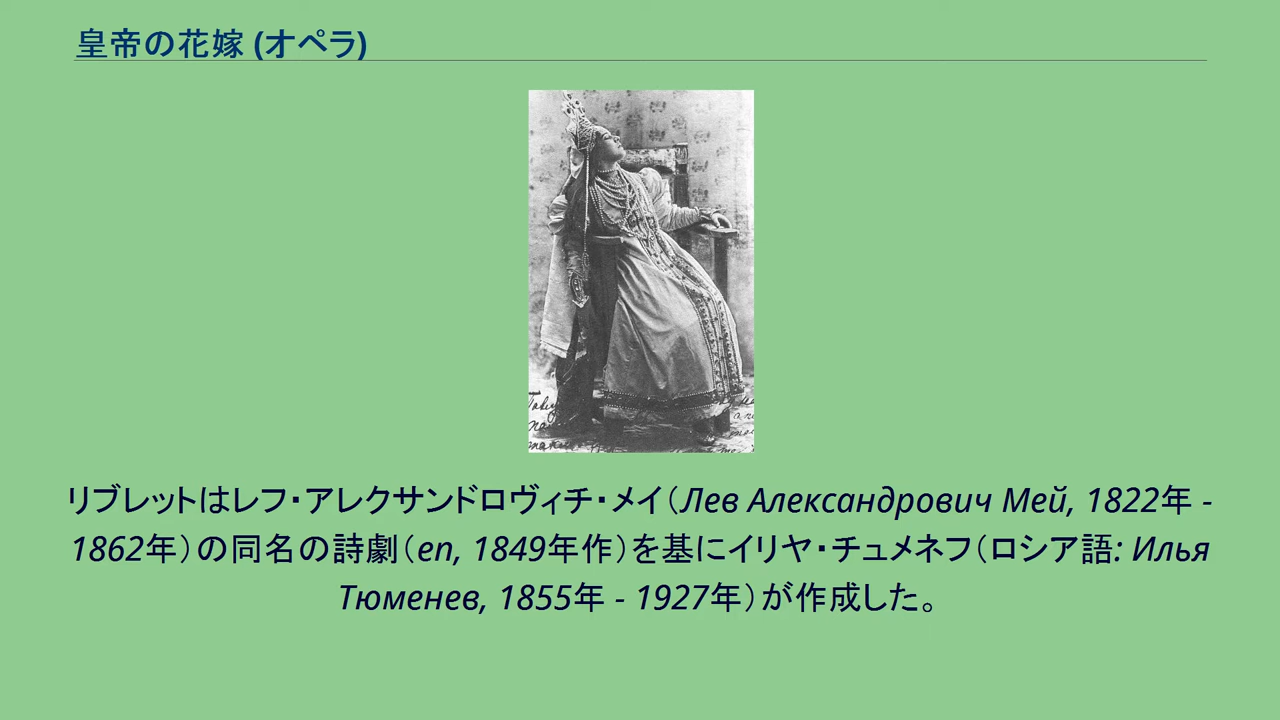 皇帝の花嫁 (オペラ)
リブレットはレフ・アレクサンドロヴィチ・メイ（Лев Александрович Мей, 1822年 -
1862年）の同名の詩劇（en, 1849年作）を基にイリヤ・チュメネフ（ロシア語: Илья
Тюменев, 1855年 - 1927年）が作成した。